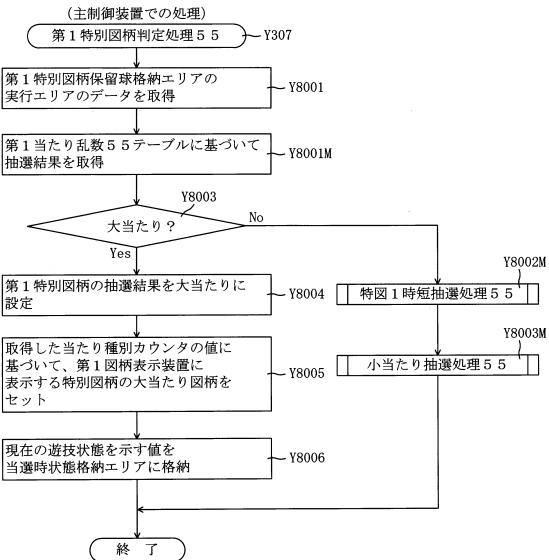 （主制御装置での処理）
第１特別図柄判定処理５５
Y307
第１特別図柄保留球格納エリアの
実行エリアのデータを取得
Y8001
第１当たり乱数５５テーブルに基づいて
抽選結果を取得
Y8001M
Y8003
大当たり？
No
Yes
第１特別図柄の抽選結果を大当たりに
設定
Y8004
Y8002M
特図１時短抽選処理５５
取得した当たり種別カウンタの値に
基づいて、第１図柄表示装置に
表示する特別図柄の大当たり図柄を
セット
Y8005
Y8003M
小当たり抽選処理５５
現在の遊技状態を示す値を
当選時状態格納エリアに格納
Y8006
終　了